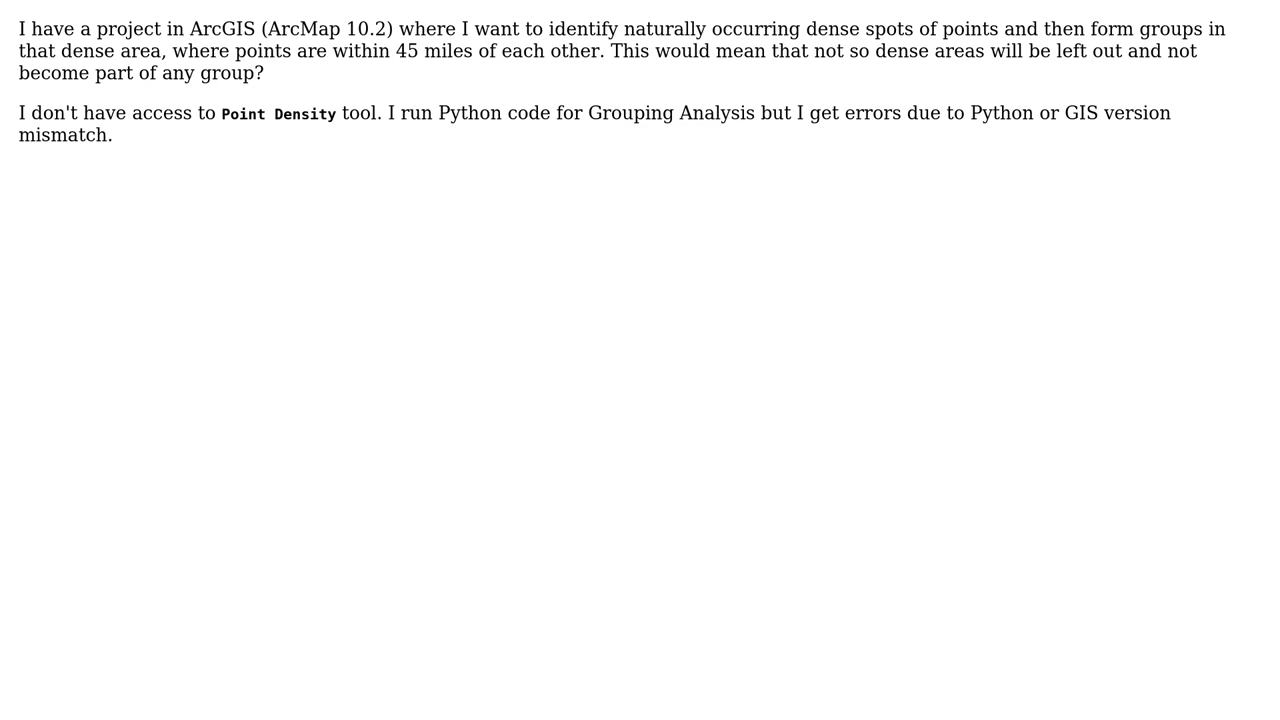 I have a project in ArcGIS (ArcMap 10.2) where I want to identify naturally occurring dense spots of points and then form groups in
that dense area, where points are within 45 miles of each other. This would mean that not so dense areas will be left out and not
become part of any group?
I don't have access to Point Density tool. I run Python code for Grouping Analysis but I get errors due to Python or GIS version
mismatch.